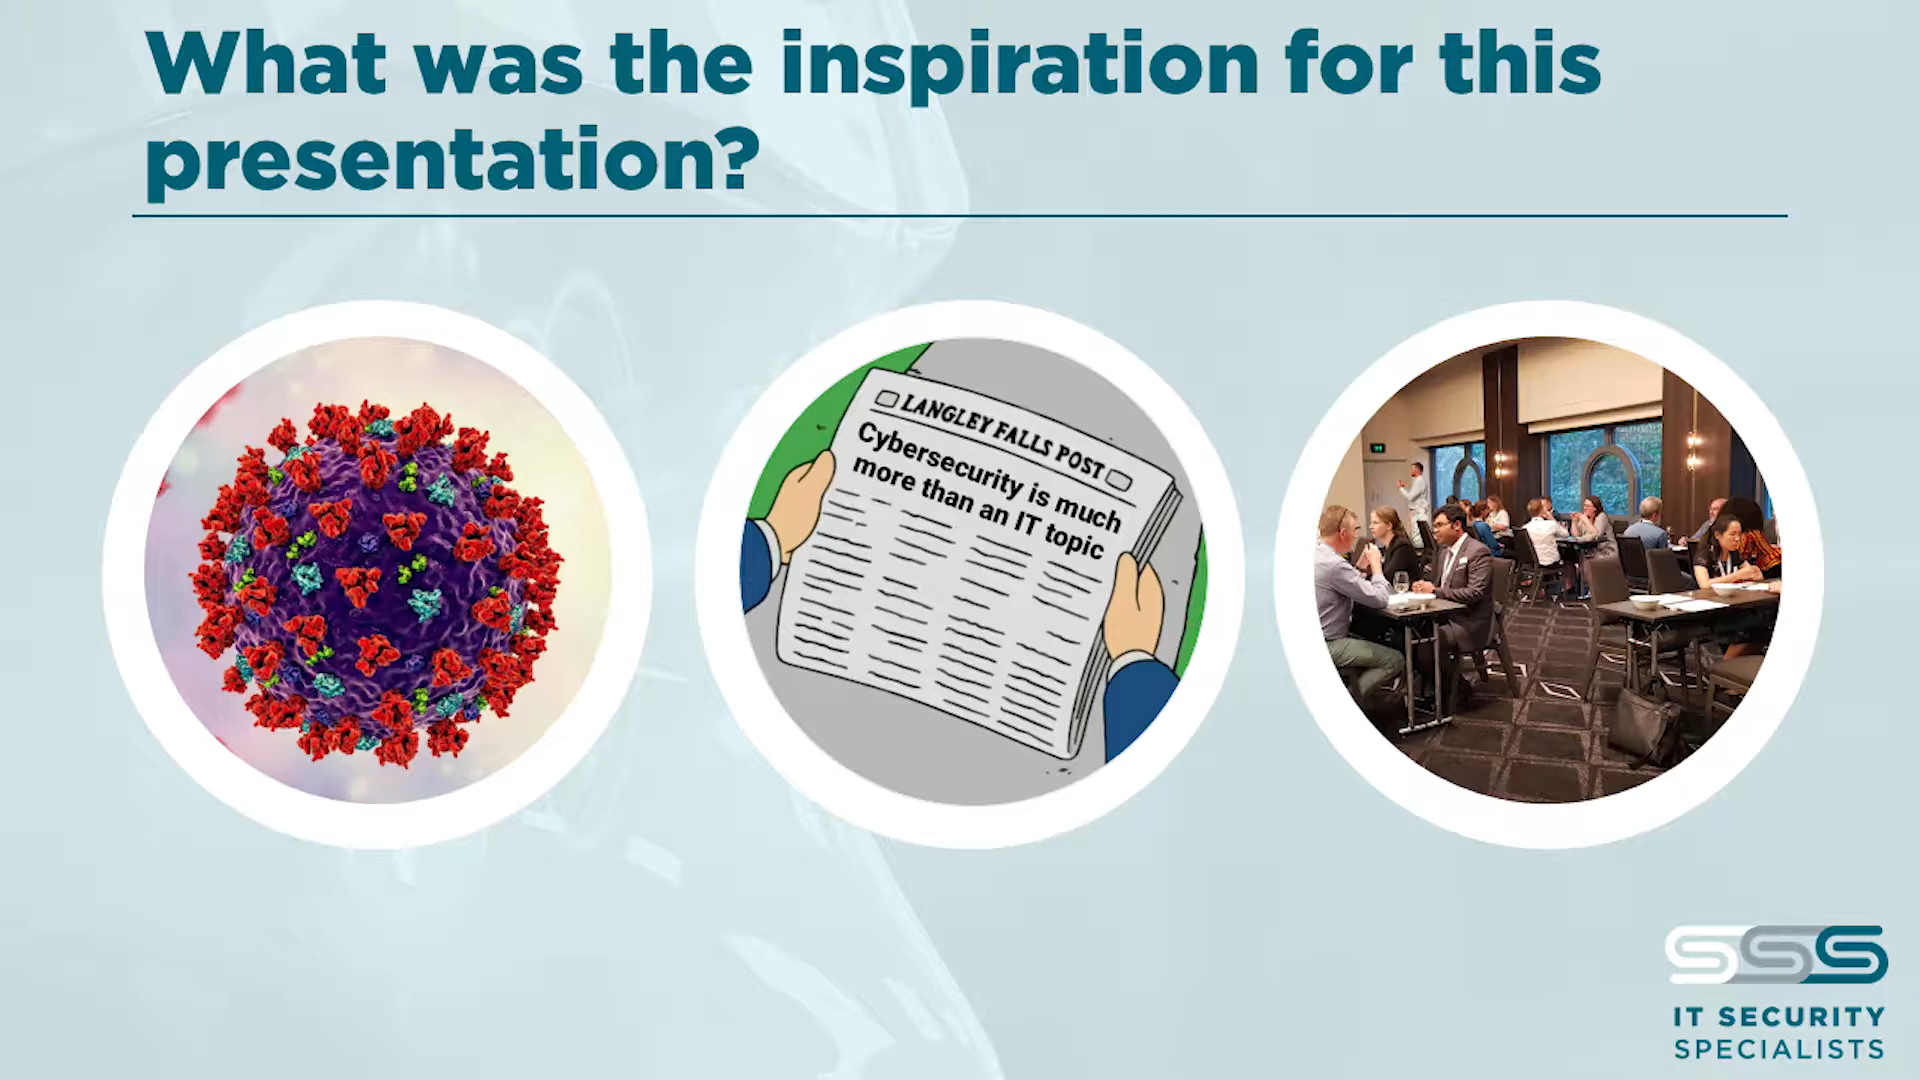 What was the inspiration for this
presentation?
LANGLEY FALLS POST
Cybersecurity is much
more than an IT topic
SSS
IT SECURITY
SPECIALISTS